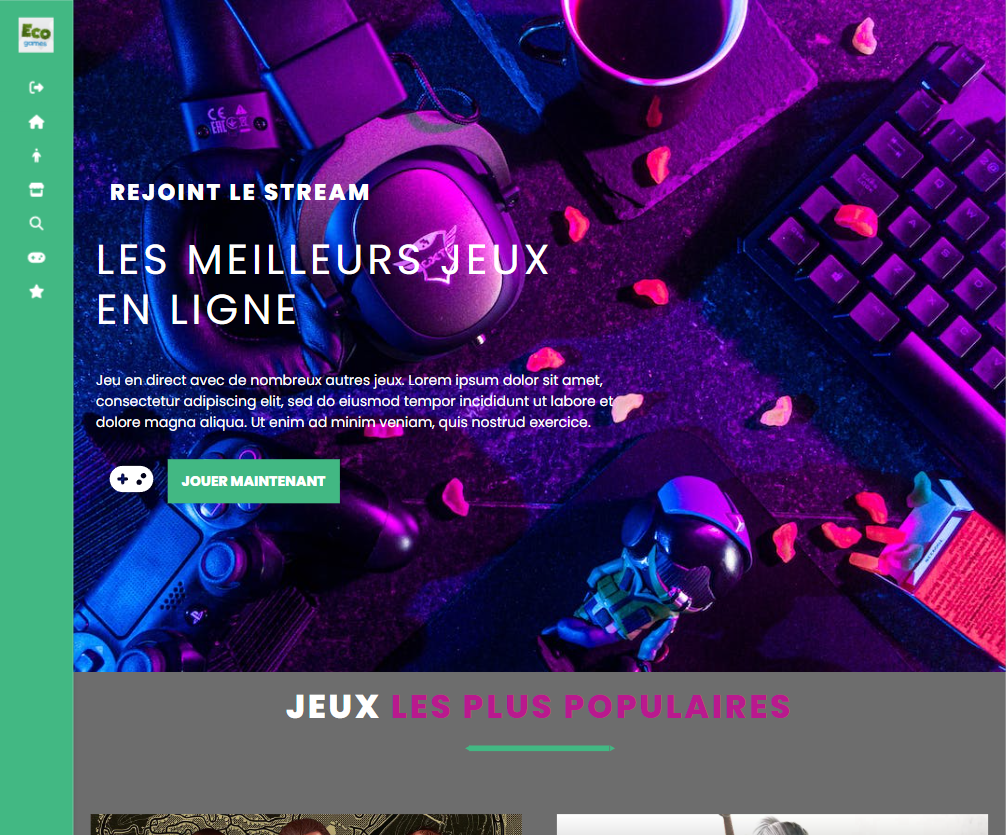 Eco
games
REJOINT LE STREAM
LES MEILLEURS JEUX
EN LIGNE
Jeu en direct avec de nombreux autres jeux. Lorem ipsum dolor sit amet,
consectetur adipiscing elit, sed do eiusmod tempor incididunt ut labore et
dolore magna aliqua. Ut enim ad minim veniam, quis nostrud exercice.
JOUER MAINTENANT
JEUX LES PLUS POPULAIRES